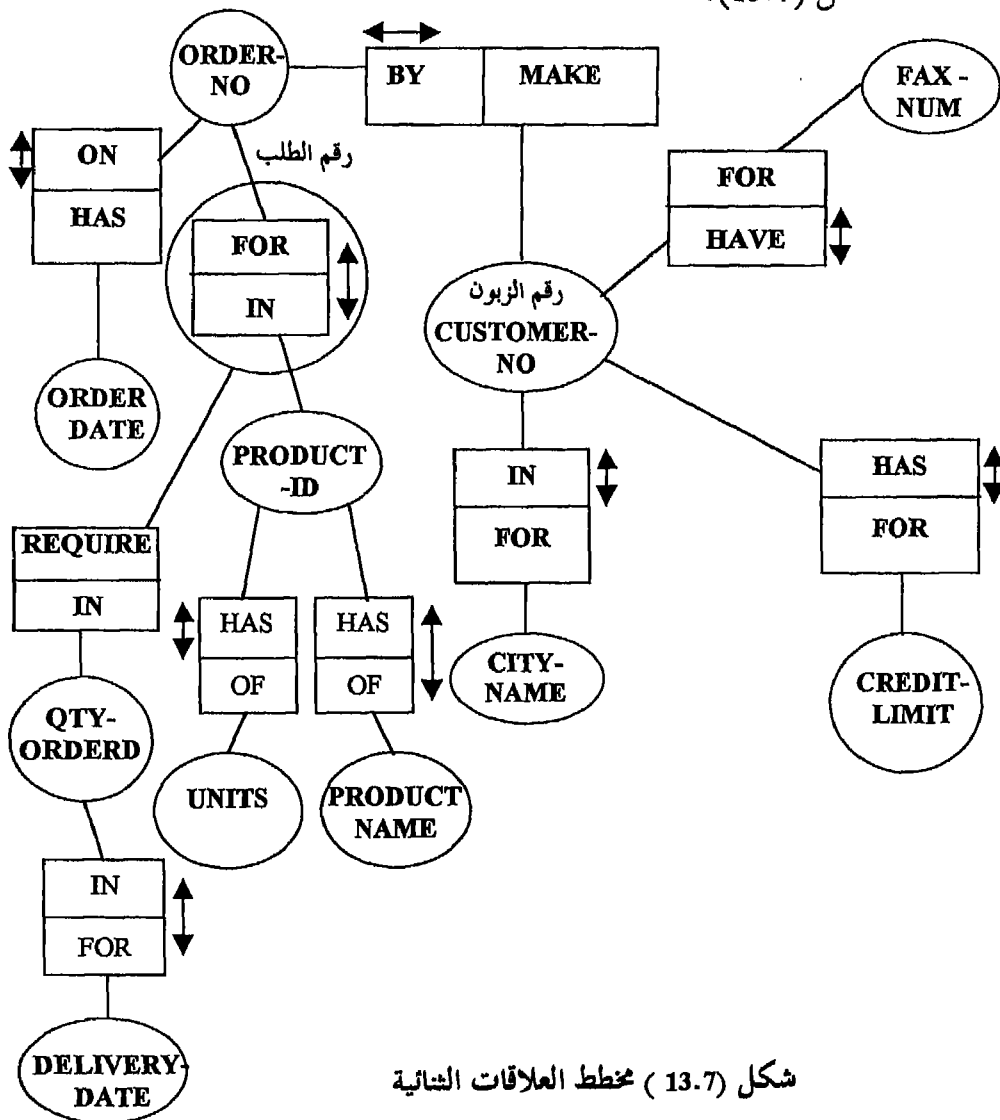 ل (13.7).
ORDER-
NO
BY MAKE
FAX -
NUM
ON
HAS
رقم الطلب
FOR
IN
FOR
HAVE
رقم الزبون
CUSTOMER-
NO
ORDER
DATE
PRODUCT
-ID
IN
FOR
HAS
FOR
REQUIRE
IN
HAS
OF
HAS
OF
CITY-
NAME
CREDIT-
LIMIT
QTY-
ORDERD
UNITS
PRODUCT
NAME
IN
FOR
DELIVERY-
DATE
شكل (13.7 ) مخطط العلاقات الثنائية